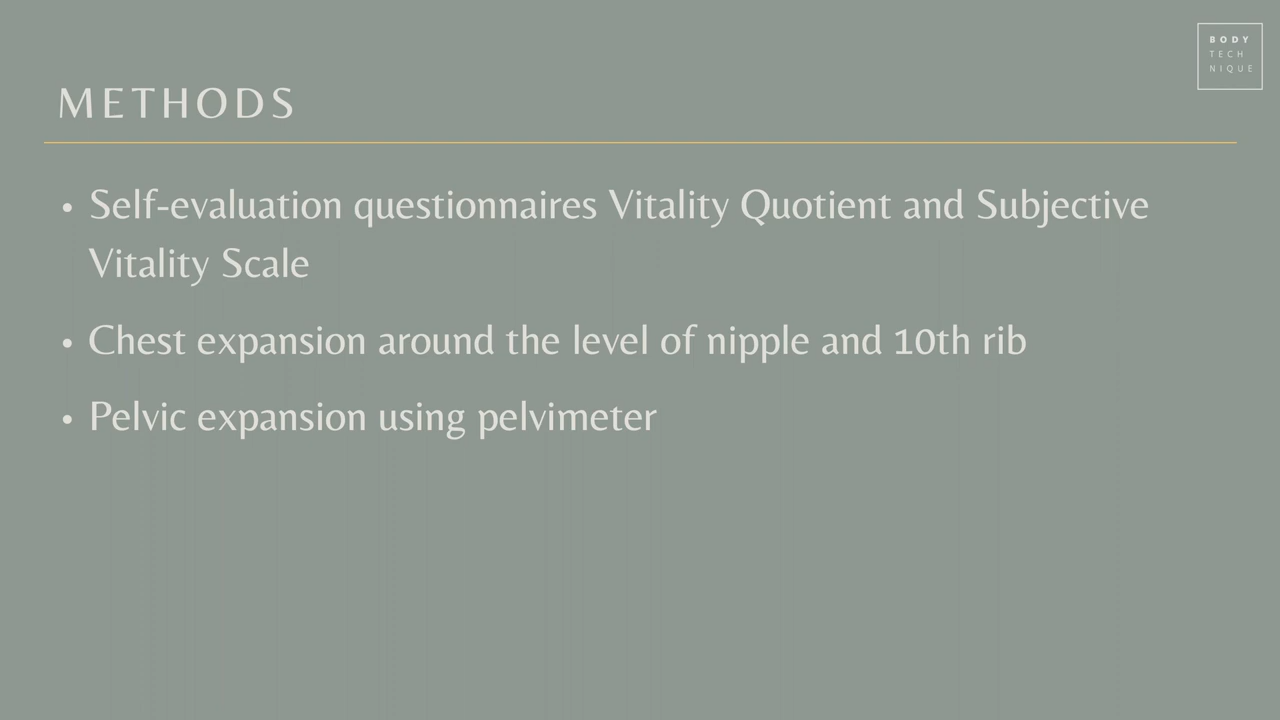 BODY
TECH
NIQUE
METHODS
• Self-evaluation questionnaires Vitality Quotient and Subjective
Vitality Scale
• Chest expansion around the level of nipple and 10th rib
• Pelvic expansion using pelvimeter